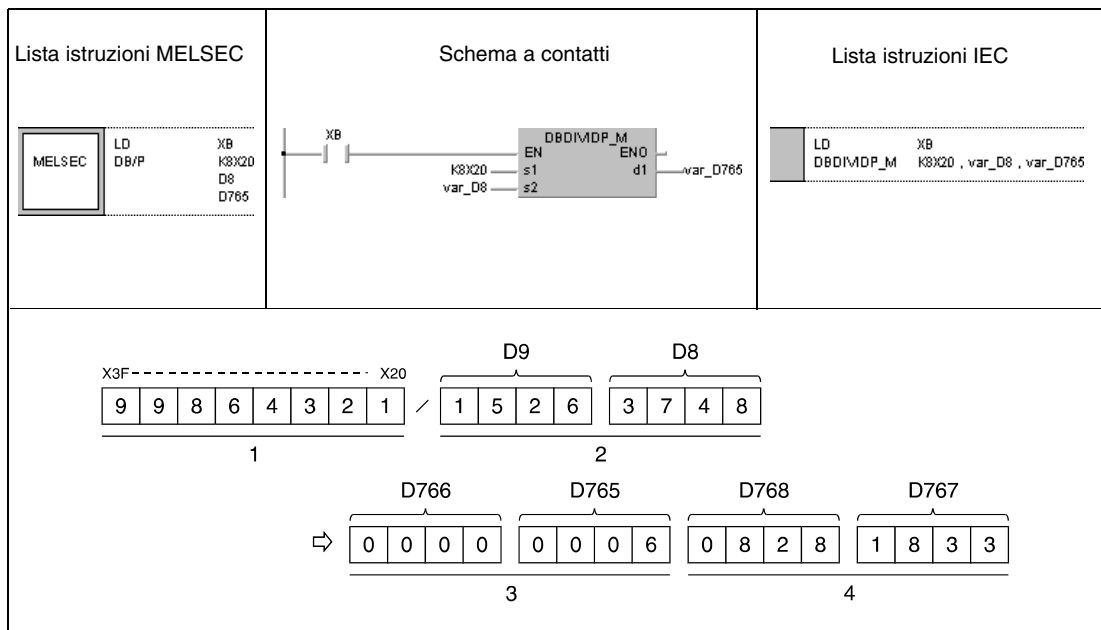 Lista istruzioni MELSEC
Schema a contatti
Lista istruzioni IEC
MELSEC
LD XB
DB/P K8X20
D8
D765
XB
DBDIVDP_M
EN ENO
K8X20 s1 d1 var_D765
var_D8 s2
LD XB
DBDIVDP_M K8X20 , var_D8 , var_D765
D9 D8
X3F X20
9 9 8 6 4 3 2 1 / 1 5 2 6 3 7 4 8
1 2
D766 D765 D768 D767
⇨ 0 0 0 0 0 0 0 6 0 8 2 8 1 8 3 3
3 4